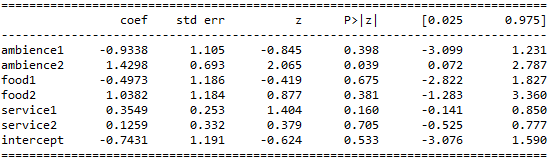 ==============================================================================
coef std err z P>|z| [0.025 0.975]
------------------------------------------------------------------------------
ambience1 -0.9338 1.105 -0.845 0.398 -3.099 1.231
ambience2 1.4298 0.693 2.065 0.039 0.072 2.787
food1 -0.4973 1.186 -0.419 0.675 -2.822 1.827
food2 1.0382 1.184 0.877 0.381 -1.283 3.360
service1 0.3549 0.253 1.404 0.160 -0.141 0.850
service2 0.1259 0.332 0.379 0.705 -0.525 0.777
intercept -0.7431 1.191 -0.624 0.533 -3.076 1.590
==============================================================================